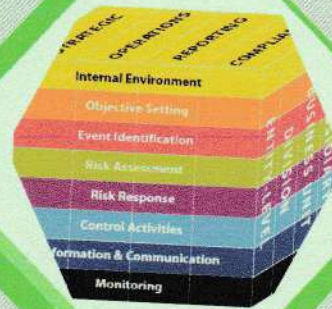 STRATEGIC
OPERATIONS
REPORTING
COMPLIAN
Internal Environment
Objective Setting
Event Identification
Risk Assessment
Risk Response
Control Activities
formation & Communication
Monitoring
ENTITY-LEVEL
DIVISION
BUSINESS UNIT